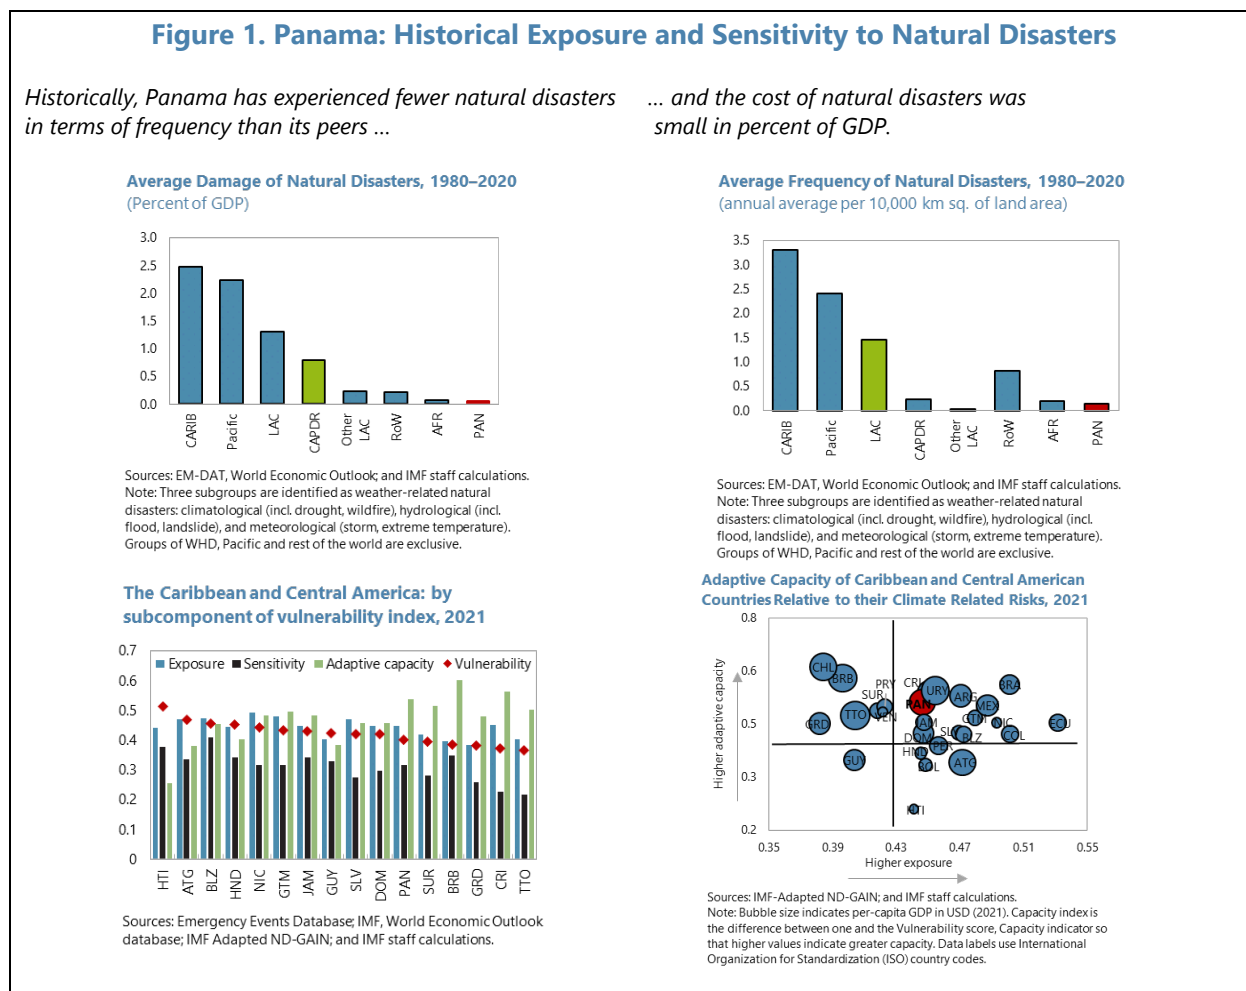 Figure 1. Panama: Historical Exposure and Sensitivity to Natural Disasters
Historically, Panama has experienced fewer natural disasters
in terms of frequency than its peers ...
... and the cost of natural disasters was
small in percent of GDP.
Average Damage of Natural Disasters, 1980–2020
(Percent of GDP)
3.0
2.5
2.0
1.5
1.0
0.5
0.0
CARIB
Pacific
LAC
CAPDR
Other
LAC
RoW
AFR
PAN
Sources: EM-DAT, World Economic Outlook; and IMF staff calculations.
Note: Three subgroups are identified as weather-related natural
disasters: climatological (incl. drought, wildfire), hydrological (incl.
flood, landslide), and meteorological (storm, extreme temperature).
Groups of WHD, Pacific and rest of the world are exclusive.
Average Frequency of Natural Disasters, 1980–2020
(annual average per 10,000 km sq. of land area)
3.5
3.0
2.5
2.0
1.5
1.0
0.5
0.0
CARIB
Pacific
LAC
CAPDR
Other
LAC
RoW
AFR
PAN
Sources: EM-DAT, World Economic Outlook; and IMF staff calculations.
Note: Three subgroups are identified as weather-related natural
disasters: climatological (incl. drought, wildfire), hydrological (incl.
flood, landslide), and meteorological (storm, extreme temperature).
Groups of WHD, Pacific and rest of the world are exclusive.
The Caribbean and Central America: by
subcomponent of vulnerability index, 2021
0.7
0.6
0.5
0.4
0.3
0.2
0.1
0
Exposure Sensitivity Adaptive capacity Vulnerability
HTI
ATG
BLZ
HND
NIC
GTM
JAM
GUY
SLV
DOM
PAN
SUR
BRB
GRD
CRI
TTO
Sources: Emergency Events Database; IMF, World Economic Outlook
database; IMF Adapted ND-GAIN; and IMF staff calculations.
Adaptive Capacity of Caribbean and Central American
Countries Relative to their Climate Related Risks, 2021
Higher adaptive capacity
0.8
0.6
0.5
0.3
0.2
CHL
BRB
PRY
CRI
SUR
URY
ARG
BRA
PAN
MEX
TTO
VEN
GRD
JAM
GTM
NIC
ECU
DOM
BLZ
COL
PER
HND
GUY
BOL
ATG
HTI
0.35
0.39
0.43
0.47
0.51
0.55
Higher exposure
Sources: IMF-Adapted ND-GAIN; and IMF staff calculations.
Note: Bubble size indicates per-capita GDP in USD (2021). Capacity index is
the difference between one and the Vulnerability score, Capacity indicator so
that higher values indicate greater capacity. Data labels use International
Organization for Standardization (ISO) country codes.